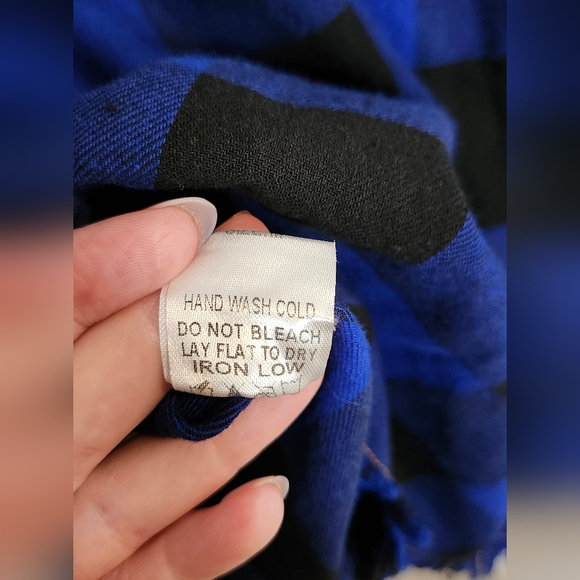 HAND WASH COLD
DO NOT BLEACH
LAY FLAT TO DRY
IRON LOW